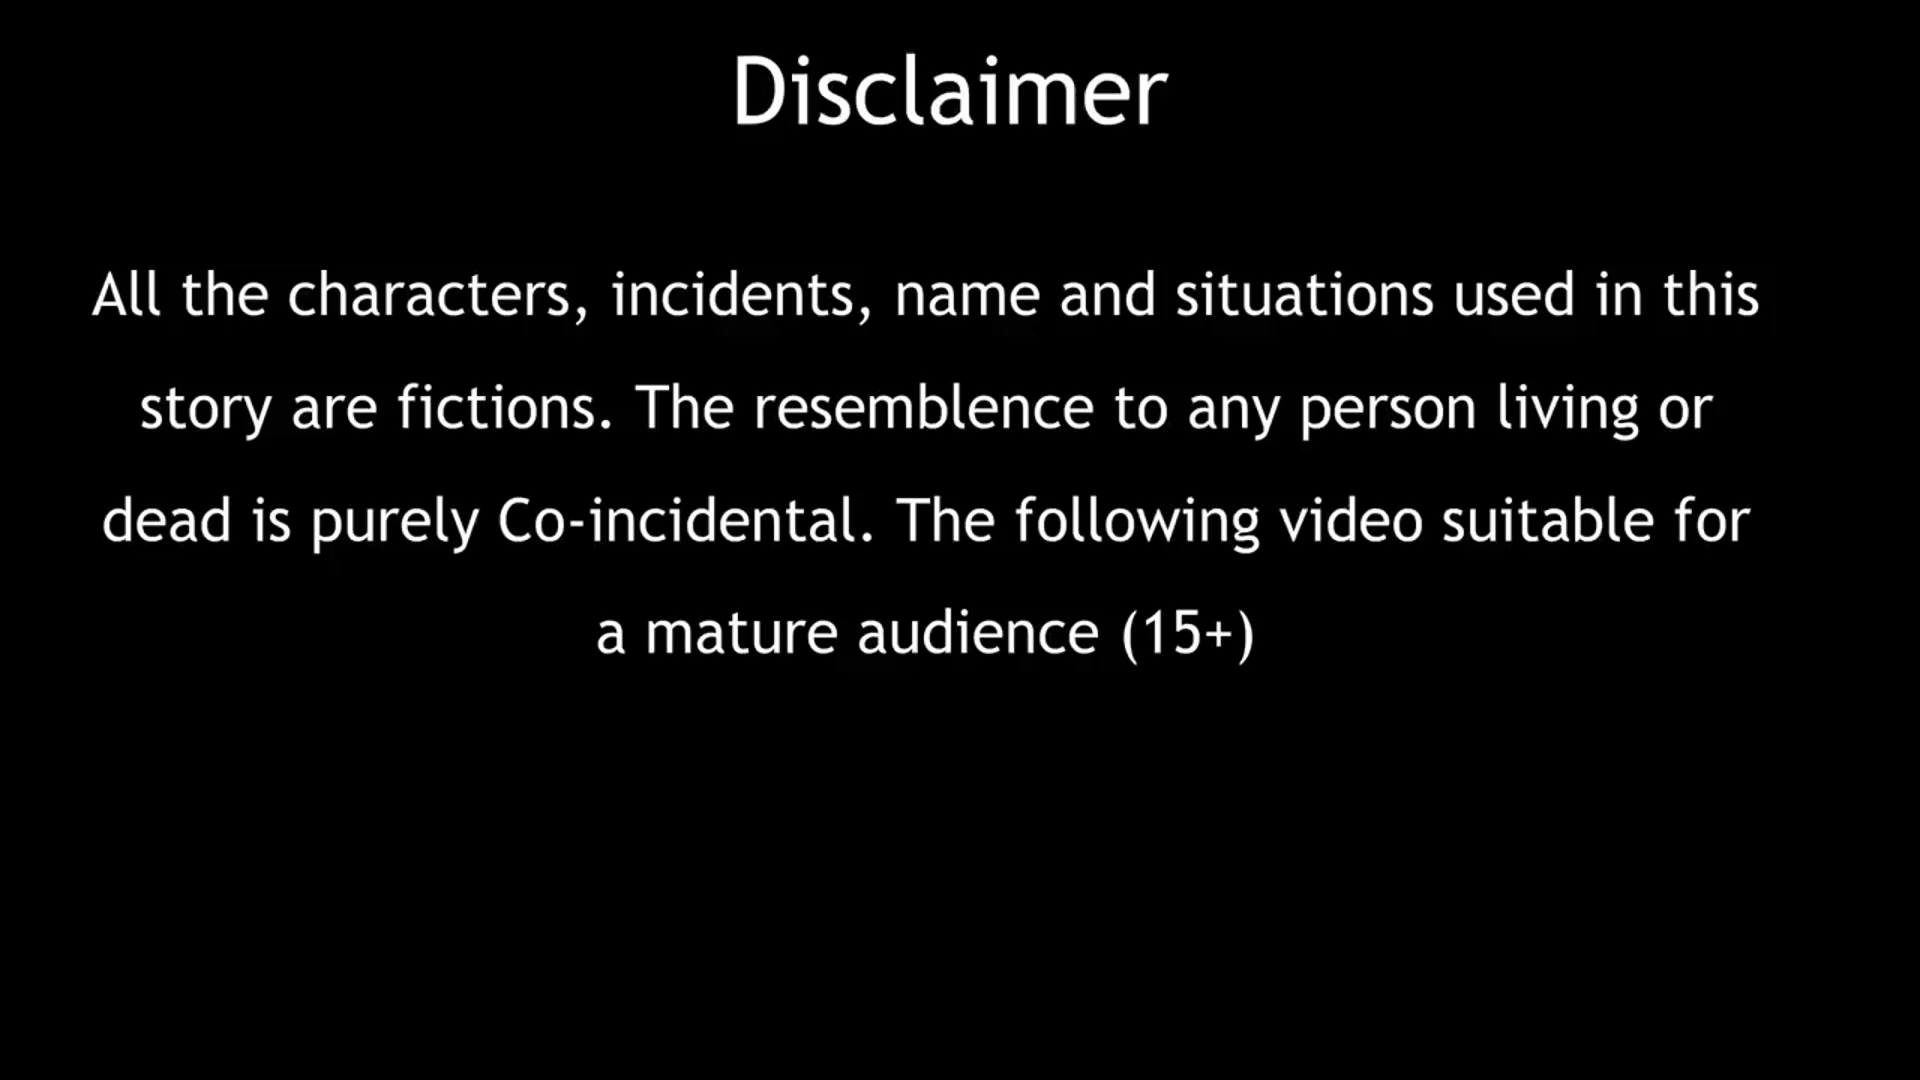 Disclaimer
All the characters, incidents, name and situations used in this
story are fictions. The resemblence to any person living or
dead is purely Co-incidental. The following video suitable for
a mature audience (15+)